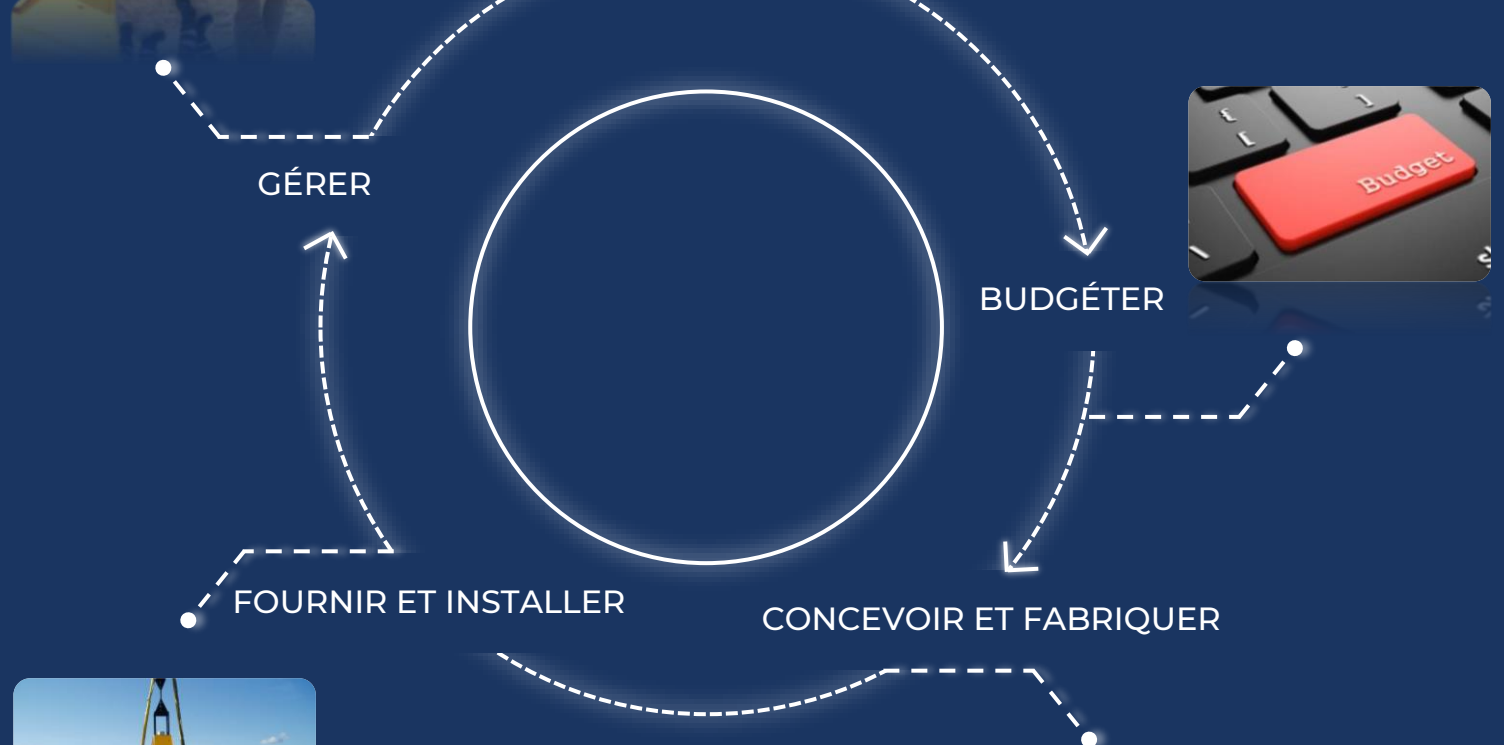 GÉRER
£
[
]
Budget
BUDGÉTER
FOURNIR ET INSTALLER
CONCEVOIR ET FABRIQUER